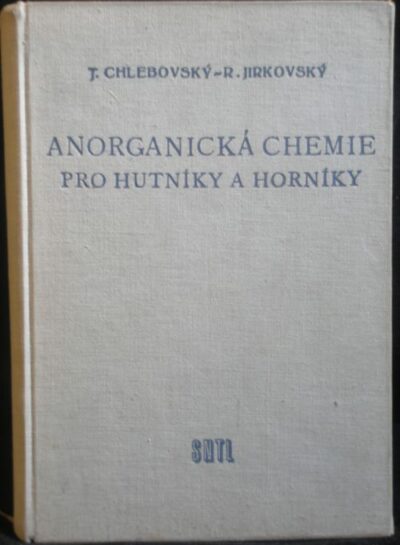 T. CHLEBOVSKÝ-R. JIRKOVSKÝ
ANORGANICKÁ CHEMIE
PRO HUTNÍKY A HORNÍKY
SNTL